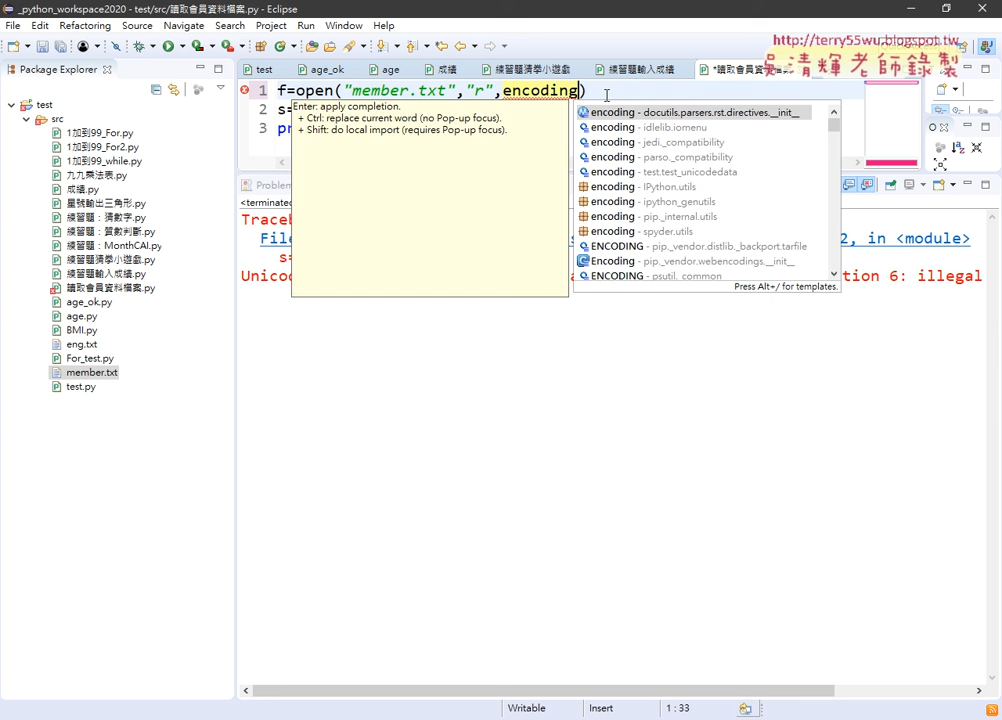 _python_workspace2020 - test/src/讀取會員資料檔案.py - Eclipse
File Edit Refactoring Source Navigate Search Project Run Window Help
http://terry55wu.blogspot.tw
吳清輝老師錄製
Package Explorer
test age_ok age 成績 練習題猜學小遊戲 練習題輸入成績 *讀取會員資
test
src
1加到99_For.py
1加到99_For2.py
1加到99_while.py
九九乘法表.py
成績.py
星號輸出三角形.py
練習題：猜數字.py
練習題：質數判斷.py
練習題：MonthCAI.py
練習題輸入成績.py
讀取會員資料檔案.py
age_ok.py
age.py
BMI.py
eng.txt
For_test.py
member.txt
test.py
1 f=open("member.txt","r",encoding)
2 s=
3 pr
Enter: apply completion.
+ Ctrl: replace current word (no Pop-up focus).
+ Shift: do local import (requires Pop-up focus).
encoding - docutils.parsers.rst.directives.__init__
encoding - idlelib.iomenu
encoding - jedi._compatibility
encoding - parso._compatibility
encoding - test.test_unicodedata
encoding - IPython.utils
encoding - ipython_genutils
encoding - pip._internal.utils
encoding - spyder.utils
ENCODING - pip._vendor.distlib._backport.tarfile
Encoding - pip._vendor.webencodings.__init__
ENCODING - psutil._common
Press Alt+/ for templates.
Problem
<terminated
Traceb
Fil 2, in <module>
s=
Unicod tion 6: illegal
Writable Insert 1 : 33